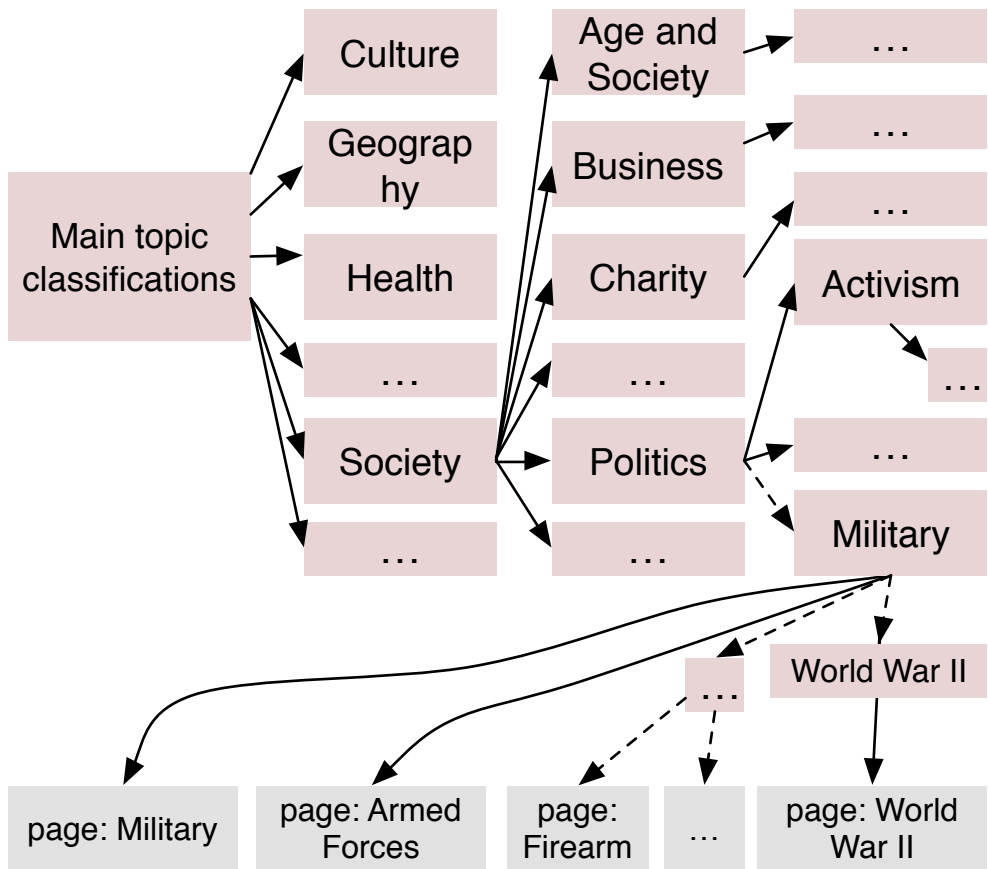 Main topic
classifications
Culture
Geograp
hy
Health
...
Society
...
Age and
Society
Business
Charity
...
Politics
...
...
...
...
Activism
...
...
Military
...
World War II
page: Military
page: Armed
Forces
page:
Firearm
...
page: World
War II